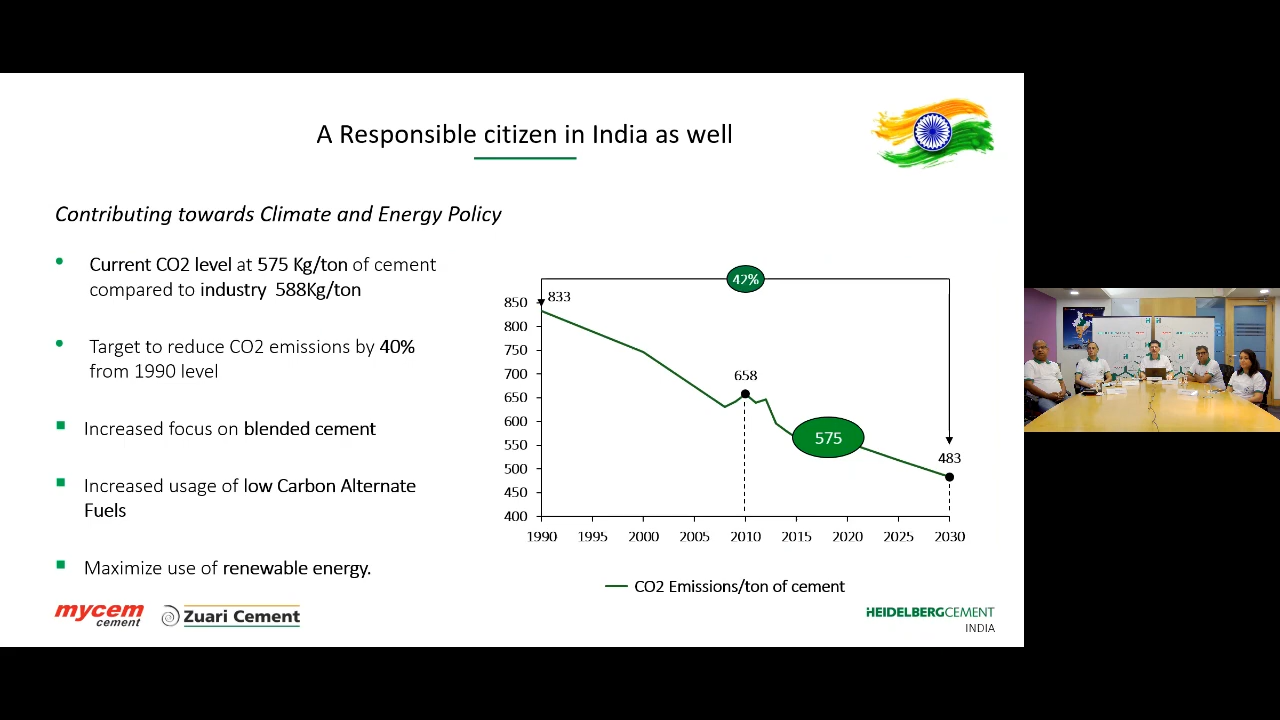 A Responsible citizen in India as well
Contributing towards Climate and Energy Policy
Current CO2 level at 575 Kg/ton of cement
compared to industry 588Kg/ton
Target to reduce CO2 emissions by 40%
from 1990 level
Increased focus on blended cement
Increased usage of low Carbon Alternate
Fuels
Maximize use of renewable energy.
42%
833
658
575
483
850
800
750
700
650
600
550
500
450
400
1990 1995 2000 2005 2010 2015 2020 2025 2030
CO2 Emissions/ton of cement
mycem
cement
Zuari Cement
HEIDELBERGCEMENT
INDIA